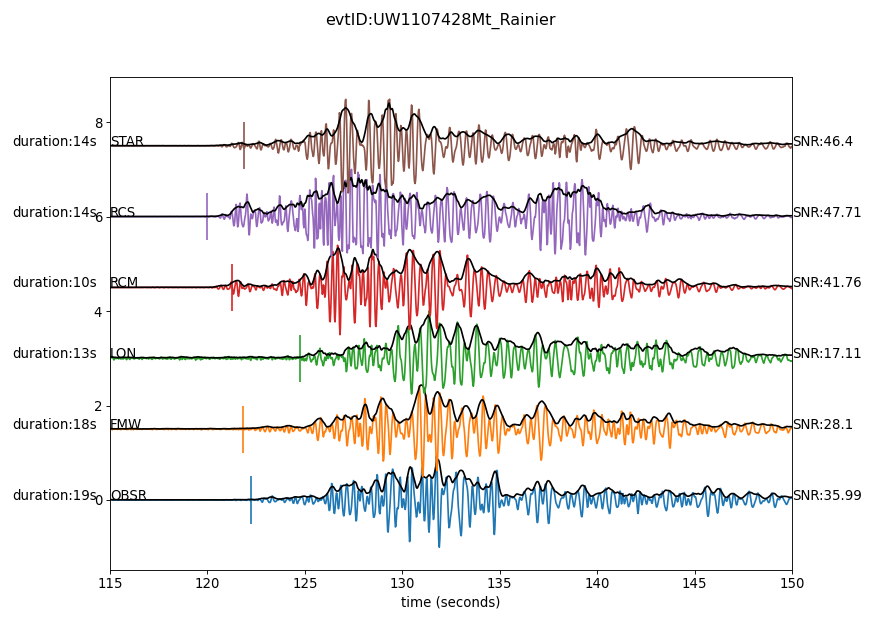 evtID:UW1107428Mt_Rainier
8
duration:14s STAR SNR:46.4
duration:14s RCS SNR:47.71
6
duration:10s RCM SNR:41.76
4
duration:13s LON SNR:17.11
2
duration:18s FMW SNR:28.1
duration:19s OBSR SNR:35.99
0
115 120 125 130 135 140 145 150
time (seconds)